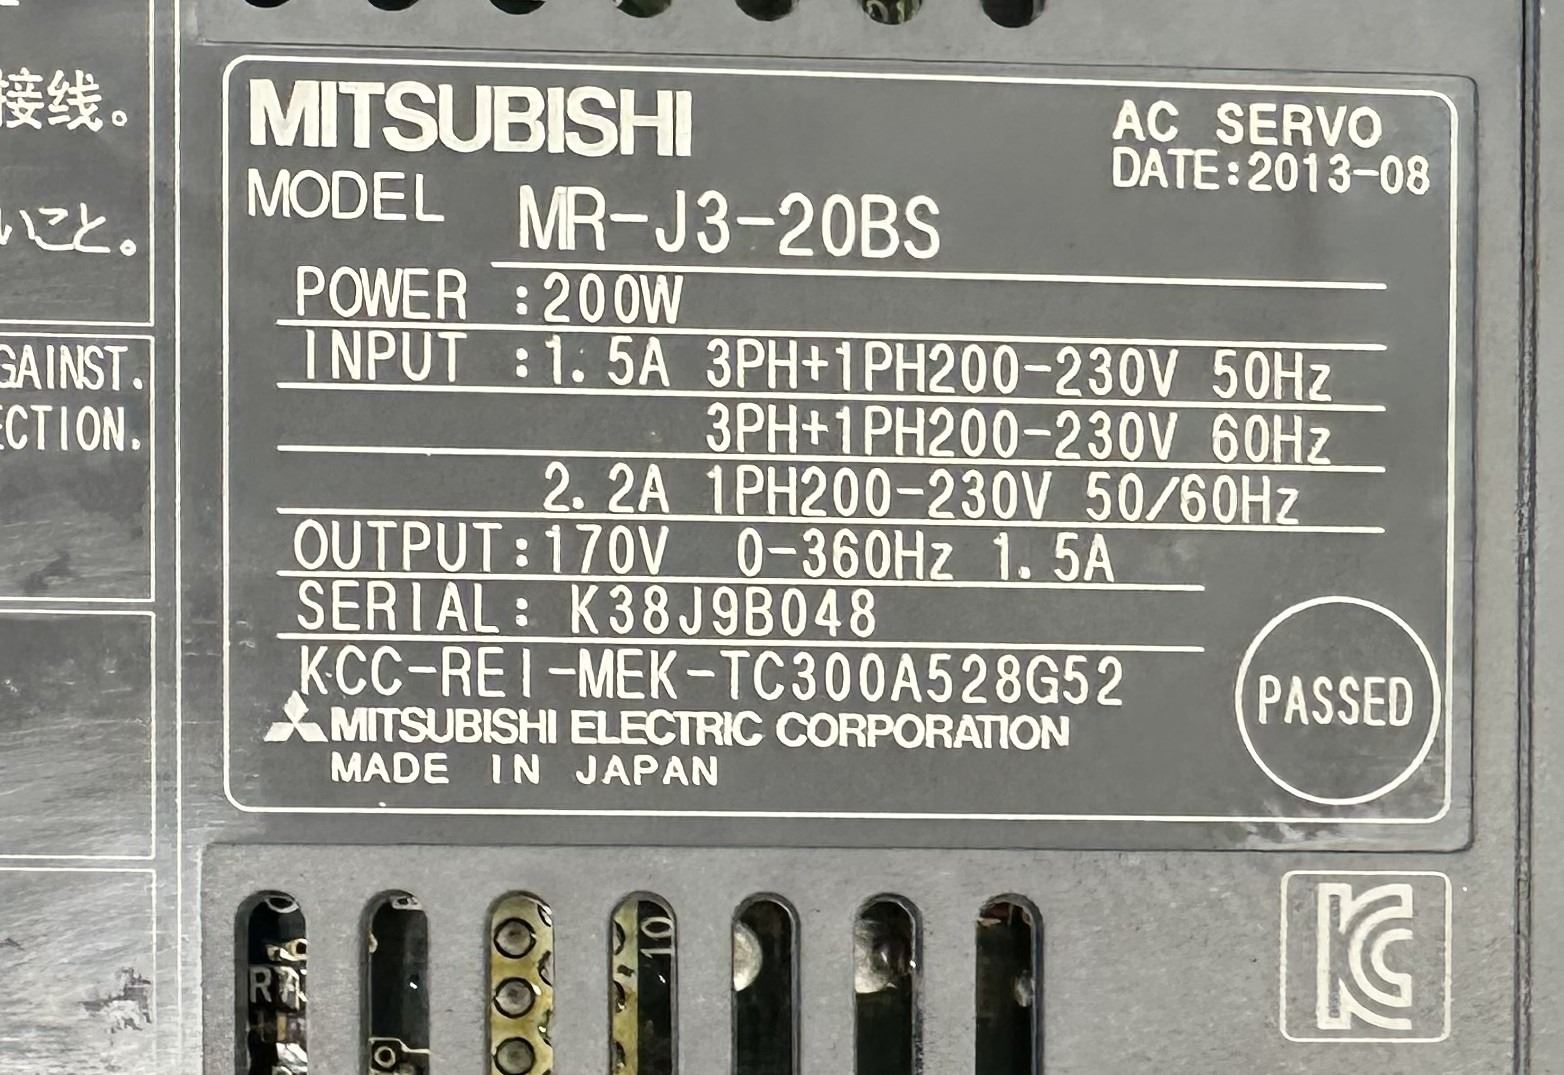 接线。
いこと。
GAINST.
ECTION.
MITSUBISHI
AC SERVO
DATE:2013-08
MODEL MR-J3-20BS
POWER :200W
INPUT :1.5A 3PH+1PH200-230V 50Hz
3PH+1PH200-230V 60Hz
2.2A 1PH200-230V 50/60Hz
OUTPUT:170V 0-360Hz 1.5A
SERIAL: K38J9B048
KCC-REI-MEK-TC300A528G52
MITSUBISHI ELECTRIC CORPORATION
MADE IN JAPAN
PASSED
KC
10